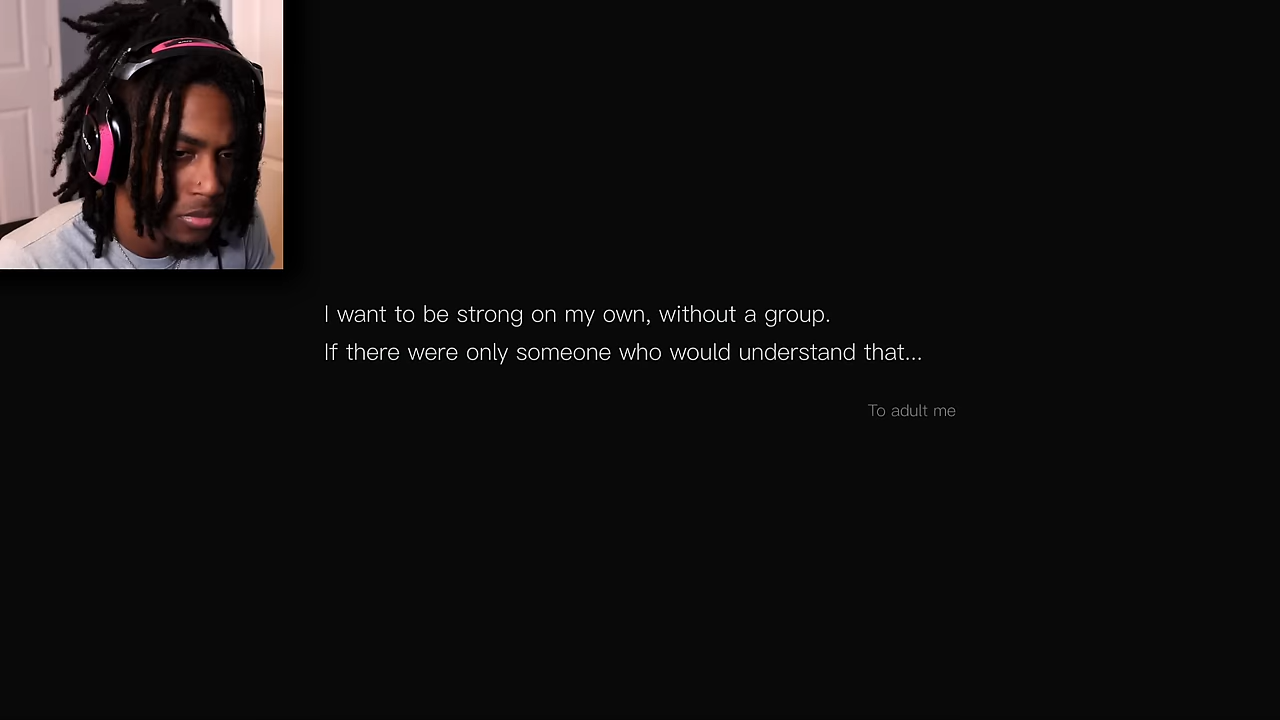 I want to be strong on my own, without a group.
If there were only someone who would understand that...
To adult me